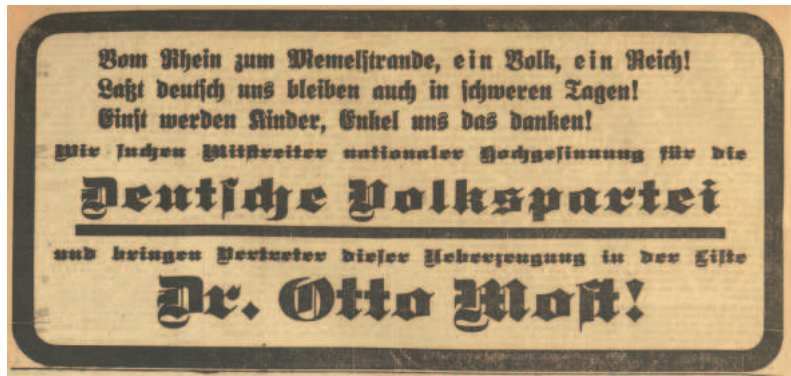 Vom Rhein zum Memelstrande, ein Volk, ein Reich!
Laßt deutsch uns bleiben auch in schweren Tagen!
Einst werden Kinder, Enkel uns das danken!
Wir suchen Mitstreiter nationaler Hochgesinnung für die
Deutsche Volkspartei
und bringen Vertreter dieser Ueberzeugung in der Liste
Dr. Otto Most!